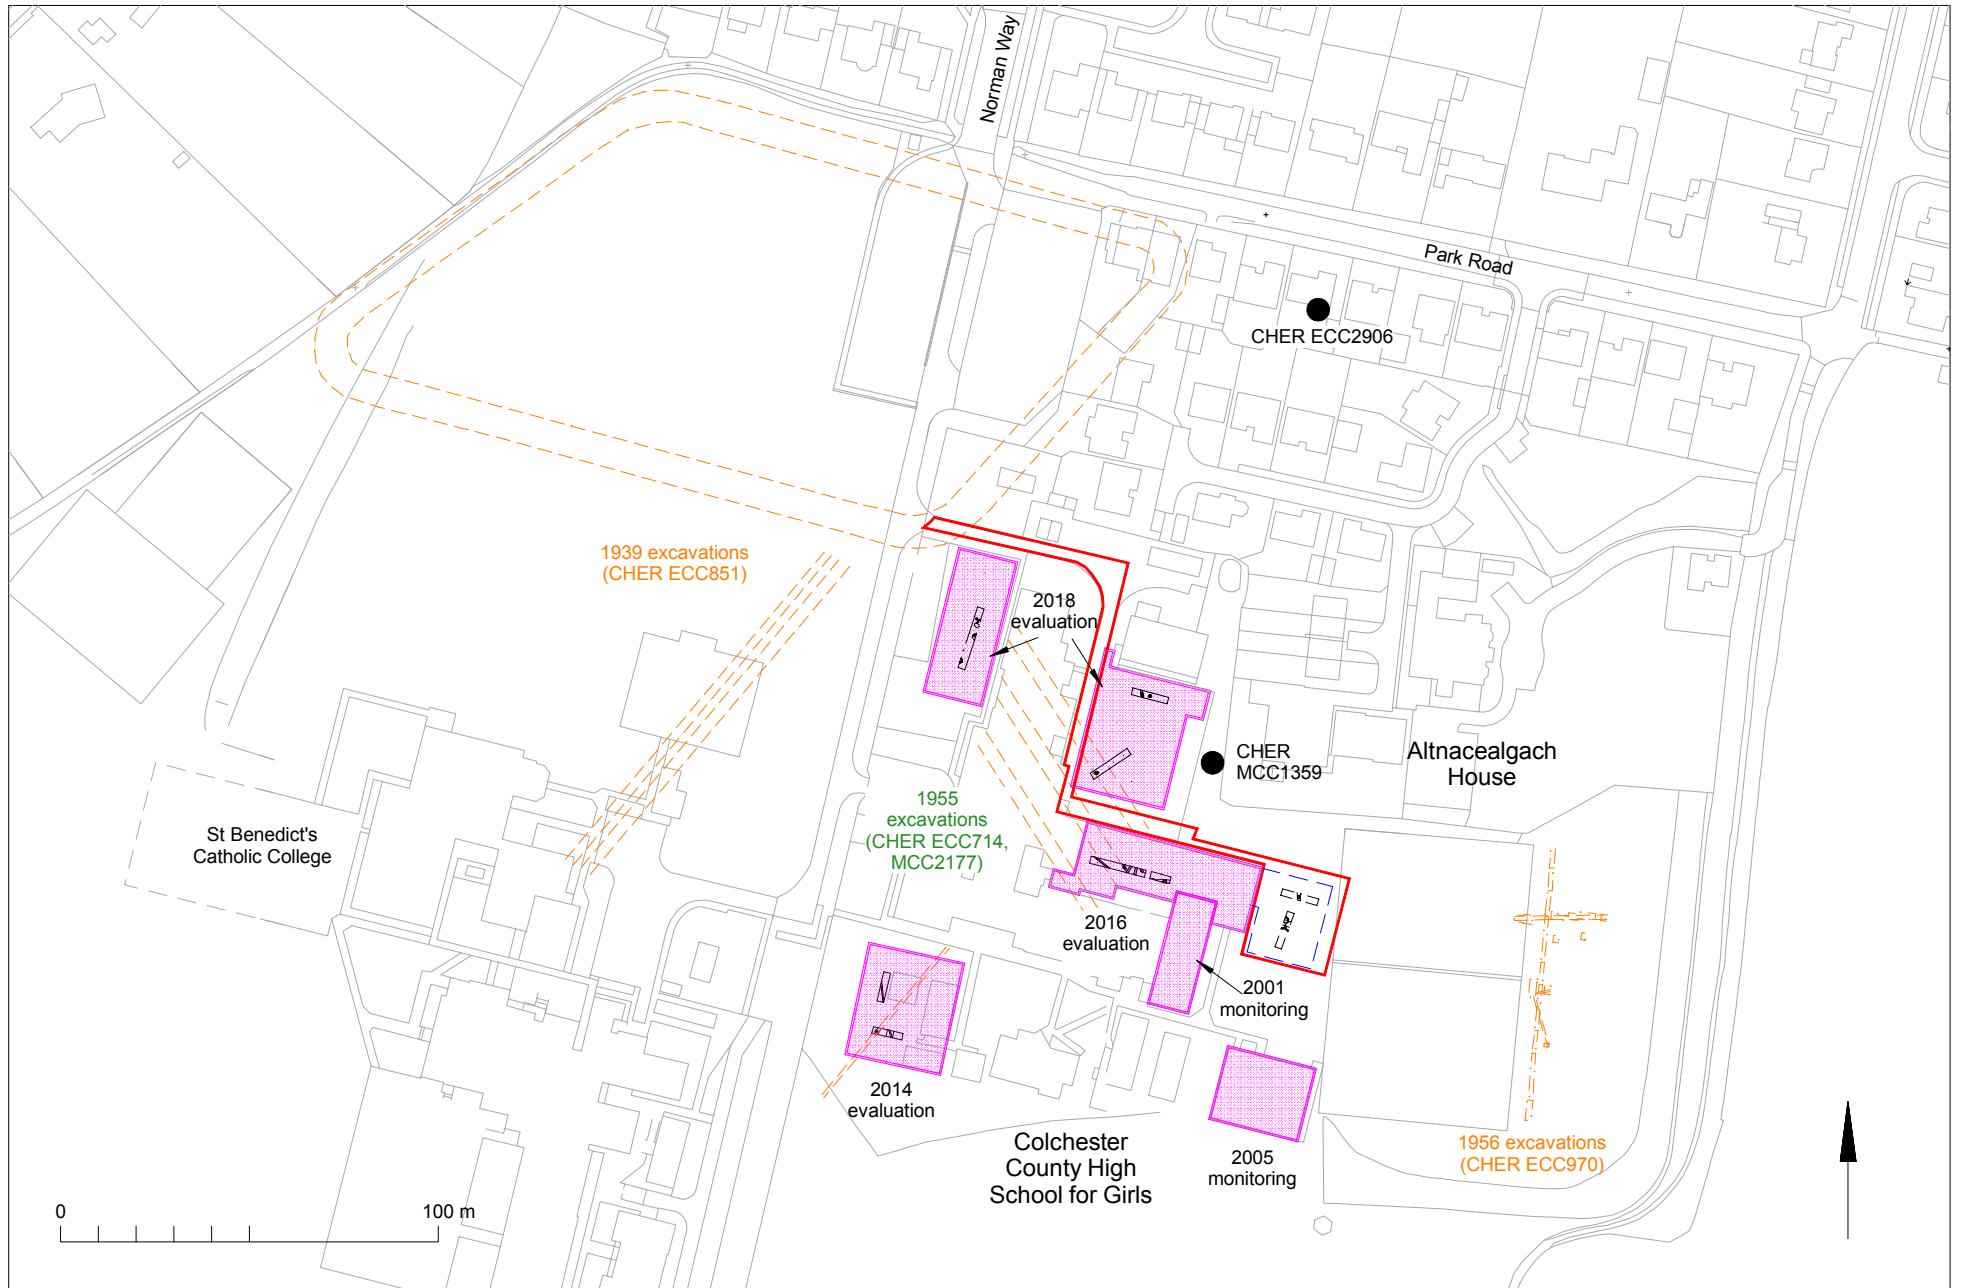 Norman Way
Park Road
CHER ECC2906
1939 excavations
(CHER ECC851)
2018
evaluation
CHER
MCC1359
Altnacealgach
House
1955
excavations
(CHER ECC714,
MCC2177)
St Benedict's
Catholic College
2016
evaluation
2001
monitoring
2014
evaluation
Colchester
County High
School for Girls
2005
monitoring
1956 excavations
(CHER ECC970)
0
100 m